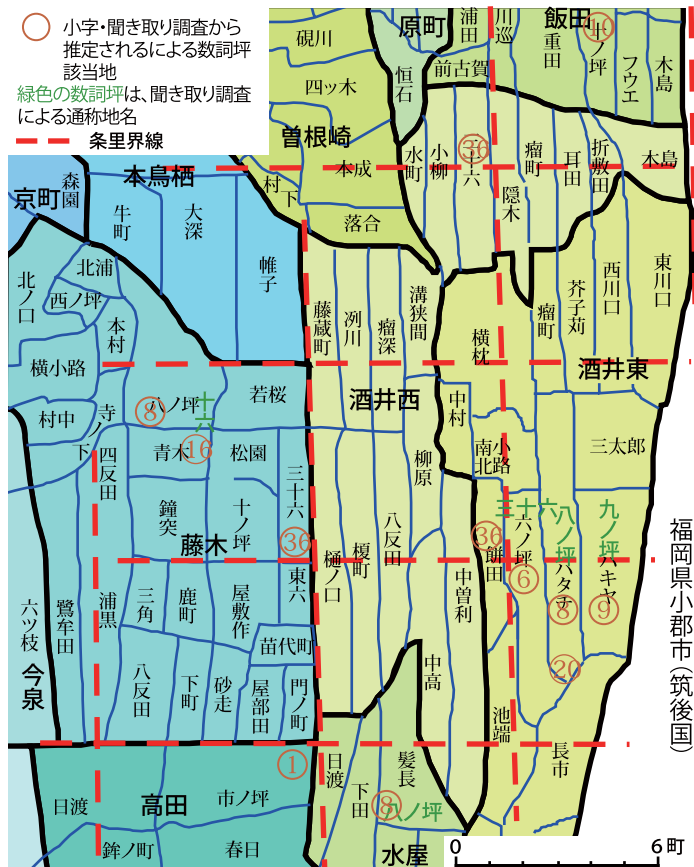 小字・聞き取り調査から
推定されるによる数詞坪
該当地
緑色の数詞坪は、聞き取り調査
による通称地名
条里界線
硯川
四ッ木
曽根崎
本成
村下
落合
原町
恒石
浦田
川巡
前古賀
飯田
重田
十ノ坪
10
フウエ
木島
水町
小柳
三十六
36
隠木
瘤町
耳田
折敷田
木島
京町
森園
本鳥栖
牛町
大深
帷子
北ノ口
北浦
西ノ坪
本村
横小路
村中
寺ノ下
八ノ坪
8
十六
若桜
青木
16
松園
四反田
鐘突
十ノ坪
三十六
36
藤木
六ツ枝
今泉
鷺牟田
浦黒
三角
鹿町
屋敷作
東六
苗代町
八反田
下町
砂走
屋部田
門ノ町
1
日渡
高田
市ノ坪
鉾ノ町
春日
藤蔵町
冽川
瘤深
溝狭間
酒井西
柳原
樋ノ口
榎町
八反田
中曽利
中高
日渡
下田
髪長
8
八ノ坪
水屋
横枕
瘤町
芥子苅
西川口
東川口
酒井東
中村
南北小路
三太郎
三十六
36
餅田
六ノ坪
6
八ノ坪
ハタチ
8
九ノ坪
ハキヤ
9
20
池端
長市
福岡県小郡市(筑後国)
0
6町